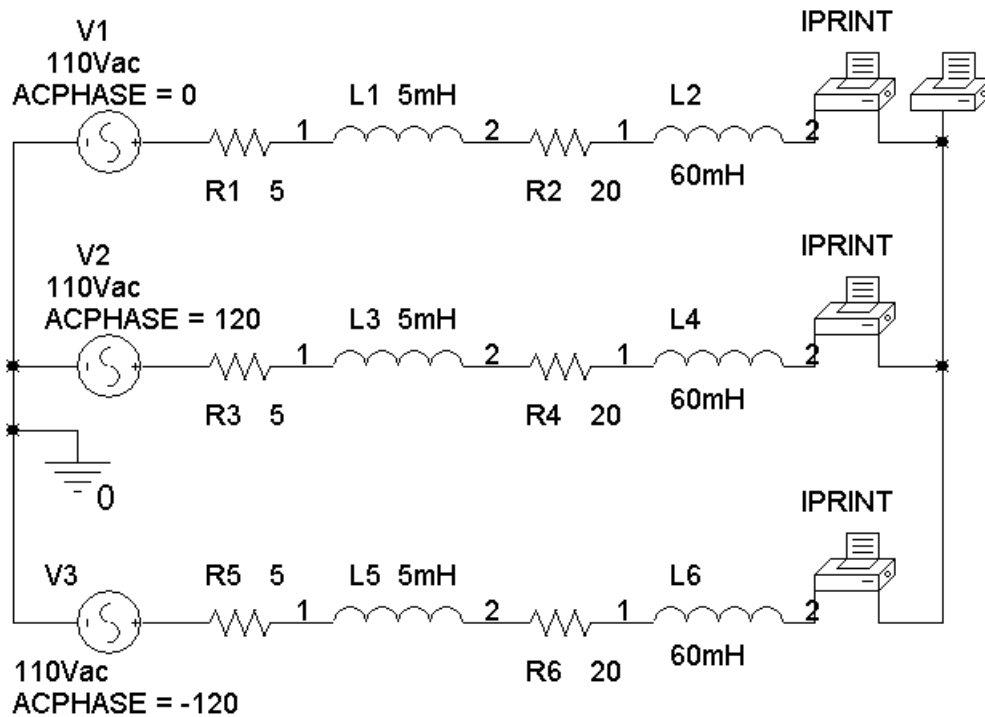 V1
110Vac
ACPHASE = 0
IPRINT
L1 5mH
L2
1
2
1
2
R1 5
R2 20
60mH
V2
110Vac
ACPHASE = 120
IPRINT
L3 5mH
L4
1
2
1
2
R3 5
R4 20
60mH
0
IPRINT
V3
R5 5
L5 5mH
L6
1
2
1
2
110Vac
ACPHASE = -120
R6 20
60mH